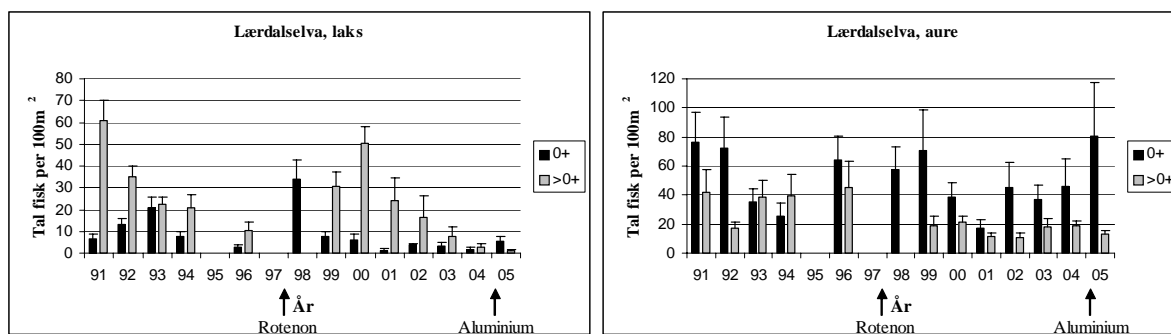 Lærdalselva, laks
Tal fisk per 100m ²
80
70
60
50
40
30
20
10
0
91 92 93 94 95 96 97 98 99 00 01 02 03 04 05
År
Rotenon Aluminium
0+
>0+
Lærdalselva, aure
Tal fisk per 100m ²
120
100
80
60
40
20
0
91 92 93 94 95 96 97 98 99 00 01 02 03 04 05
År
Rotenon Aluminium
0+
>0+